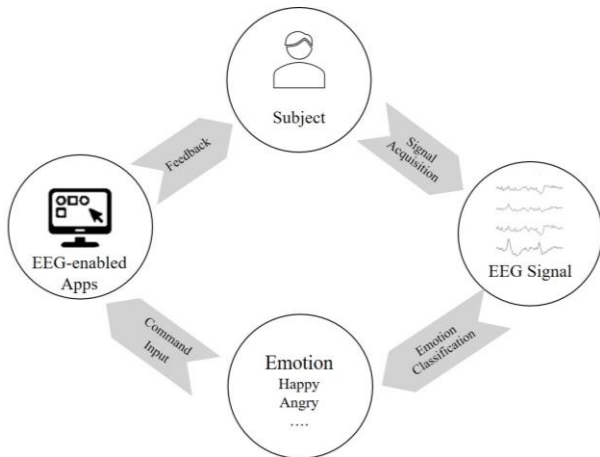 Subject
Feedback
Signal
Acquisition
EEG-enabled
Apps
EEG Signal
Command
Input
Emotion
Happy
Angry
....
Emotion
Classification